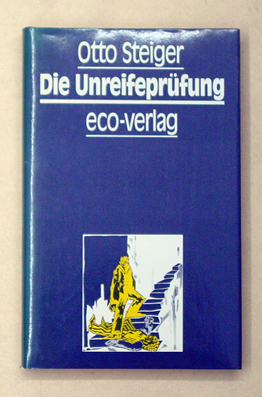 Otto Steiger
Die Unreifeprüfung
eco-verlag